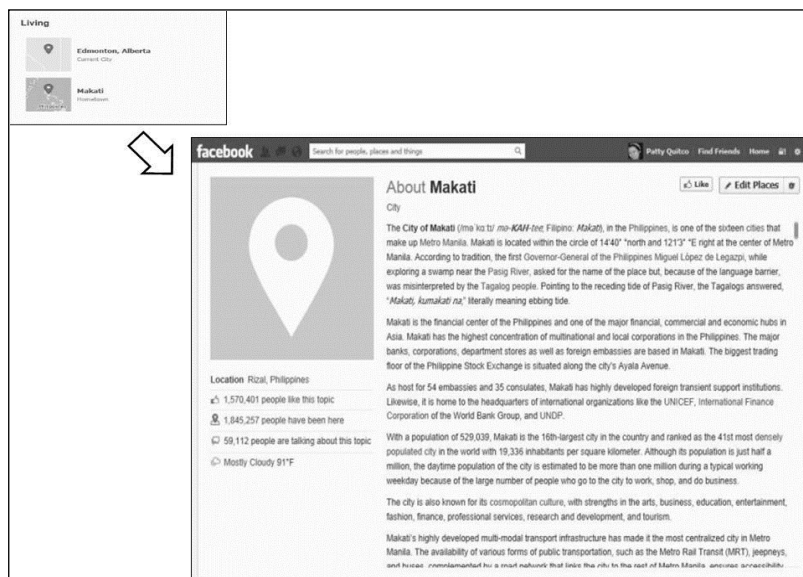 Living
Edmonton, Alberta
Current City
Makati
Hometown
facebook
Search for people, places and things
Patty Quitco Find Friends Home
About Makati
Like
Edit Places
City
The City of Makati (/məˈkɑːtɪ/ mə-KAH-tee; Filipino: Makati), in the Philippines, is one of the sixteen cities that
make up Metro Manila. Makati is located within the circle of 14'40" °north and 121'3" °E right at the center of Metro
Manila. According to tradition, the first Governor-General of the Philippines Miguel López de Legazpi, while
exploring a swamp near the Pasig River, asked for the name of the place but, because of the language barrier,
was misinterpreted by the Tagalog people. Pointing to the receding tide of Pasig River, the Tagalogs answered,
"Makati, kumakati na," literally meaning ebbing tide.
Makati is the financial center of the Philippines and one of the major financial, commercial and economic hubs in
Asia. Makati has the highest concentration of multinational and local corporations in the Philippines. The major
banks, corporations, department stores as well as foreign embassies are based in Makati. The biggest trading
floor of the Philippine Stock Exchange is situated along the city's Ayala Avenue.
As host for 54 embassies and 35 consulates, Makati has highly developed foreign transient support institutions.
Likewise, it is home to the headquarters of international organizations like the UNICEF, International Finance
Corporation of the World Bank Group, and UNDP.
With a population of 529,039, Makati is the 16th-largest city in the country and ranked as the 41st most densely
populated city in the world with 19,336 inhabitants per square kilometer. Although its population is just half a
million, the daytime population of the city is estimated to be more than one million during a typical working
weekday because of the large number of people who go to the city to work, shop, and do business.
The city is also known for its cosmopolitan culture, with strengths in the arts, business, education, entertainment,
fashion, finance, professional services, research and development, and tourism.
Makati's highly developed multi-modal transport infrastructure has made it the most centralized city in Metro
Manila. The availability of various forms of public transportation, such as the Metro Rail Transit (MRT), jeepneys,
and buses, complemented by a road network that links the city to the rest of Metro Manila, ensures accessibility
Location Rizal, Philippines
1,570,401 people like this topic
1,845,257 people have been here
59,112 people are talking about this topic
Mostly Cloudy 91°F